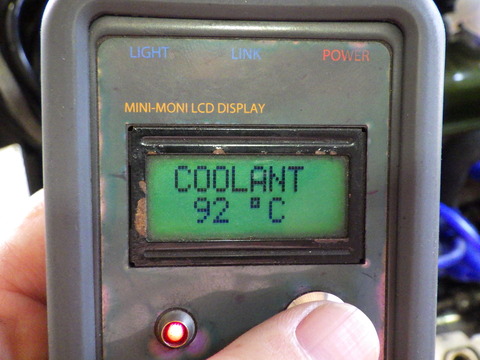 LIGHT LINK POWER
MINI-MONI LCD DISPLAY
COOLANT
92 °C